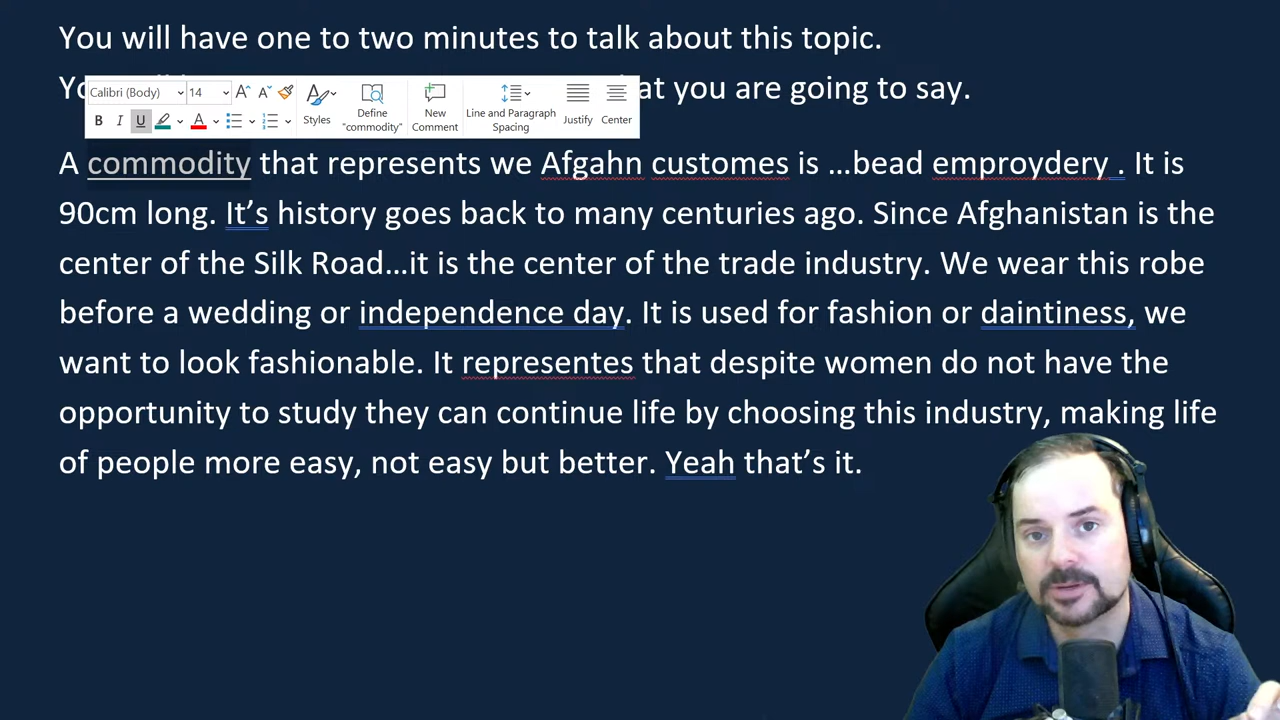 You will have one to two minutes to talk about this topic.
at you are going to say.
Calibri (Body) 14 A A
B I U A Styles Define "commodity" New Comment Line and Paragraph Spacing Justify Center
A commodity that represents we Afgahn customes is …bead emproydery . It is
90cm long. It’s history goes back to many centuries ago. Since Afghanistan is the
center of the Silk Road…it is the center of the trade industry. We wear this robe
before a wedding or independence day. It is used for fashion or daintiness, we
want to look fashionable. It representes that despite women do not have the
opportunity to study they can continue life by choosing this industry, making life
of people more easy, not easy but better. Yeah that’s it.